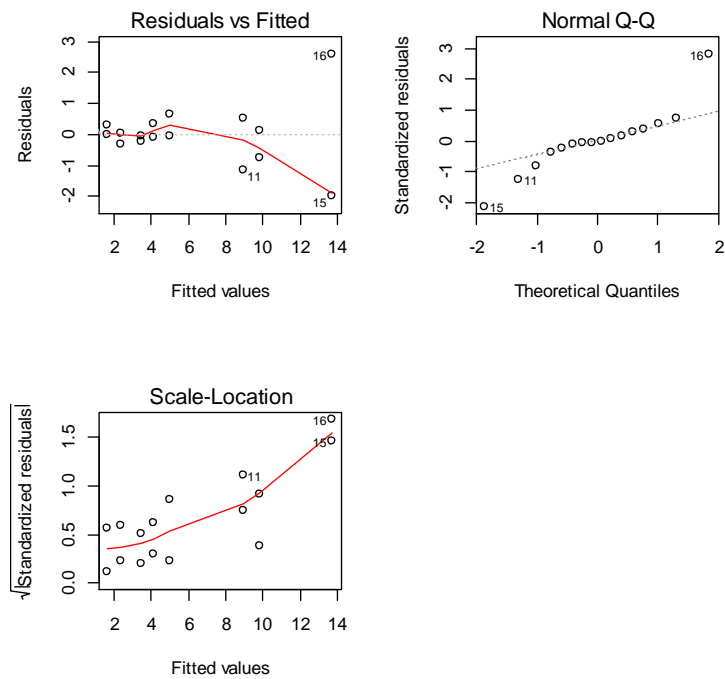 Residuals vs Fitted
Residuals
3
2
1
0
-1
-2
16
11
15
2 4 6 8 10 12 14
Fitted values
Normal Q-Q
Standardized residuals
3
2
1
0
-1
-2
16
11
15
-2 -1 0 1 2
Theoretical Quantiles
Scale-Location
√|Standardized residuals|
1.5
1.0
0.5
0.0
16
15
11
2 4 6 8 10 12 14
Fitted values